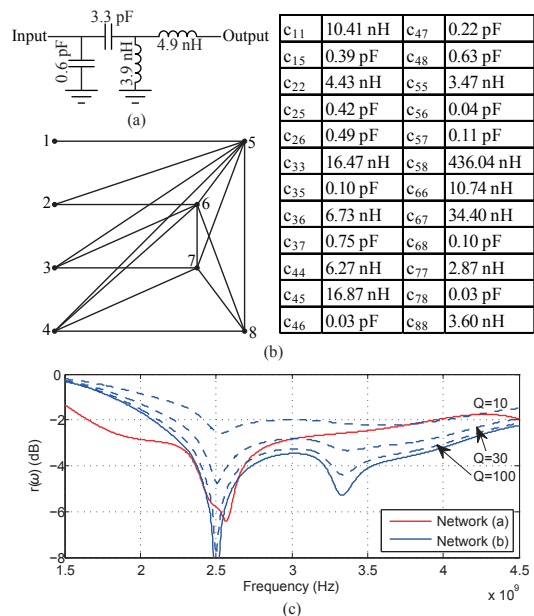 3.3 pF
Input
Output
0.6 pF
3.9 nH
4.9 nH
(a)
1
2
3
4
5
6
7
8
c11 10.41 nH c47 0.22 pF
c15 0.39 pF c48 0.63 pF
c22 4.43 nH c55 3.47 nH
c25 0.42 pF c56 0.04 pF
c26 0.49 pF c57 0.11 pF
c33 16.47 nH c58 436.04 nH
c35 0.10 pF c66 10.74 nH
c36 6.73 nH c67 34.40 nH
c37 0.75 pF c68 0.10 pF
c44 6.27 nH c77 2.87 nH
c45 16.87 nH c78 0.03 pF
c46 0.03 pF c88 3.60 nH
(b)
0
-2
-4
-6
-8
r(ω) (dB)
Q=10
Q=30
Q=100
Network (a)
Network (b)
1.5 2 2.5 3 3.5 4 4.5
Frequency (Hz)
x 10^9
(c)